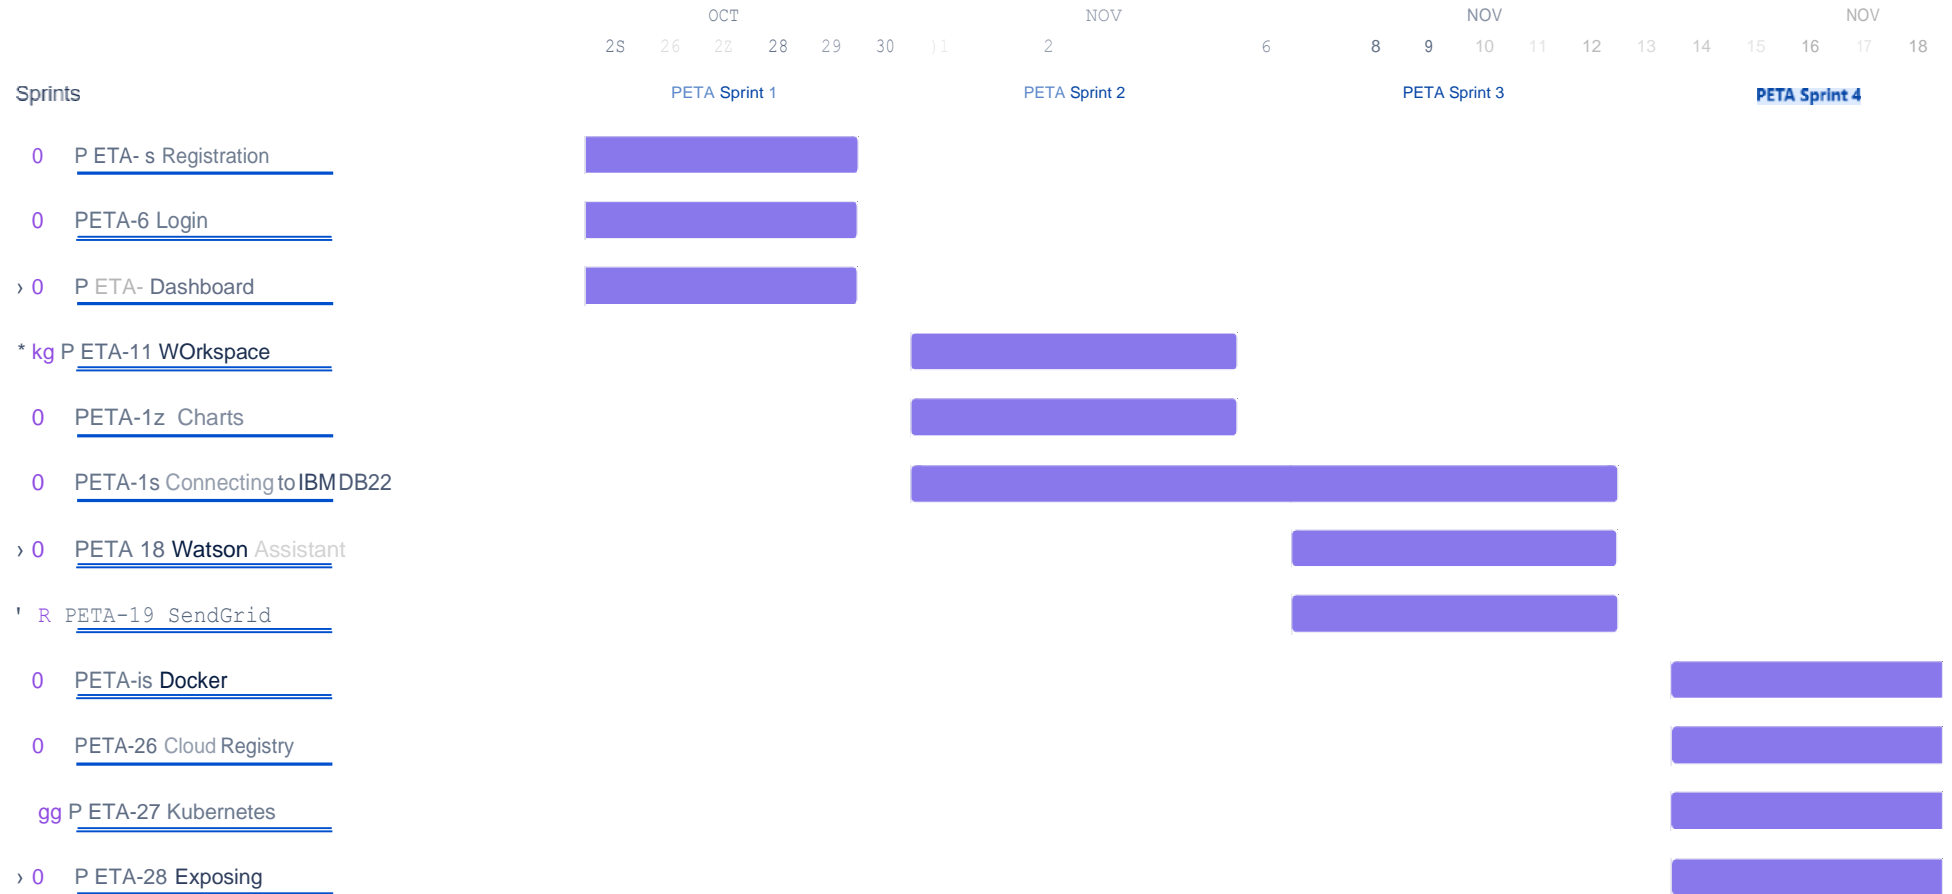 OCT NOV NOV NOV
2S 26 2Z 28 29 30 )1 2 6 8 9 10 11 12 13 14 15 16 17 18
Sprints PETA Sprint 1 PETA Sprint 2 PETA Sprint 3 PETA Sprint 4
0 P ETA- s Registration
0 PETA-6 Login
› 0 P ETA- Dashboard
* kg P ETA-11 WOrkspace
0 PETA-1z Charts
0 PETA-1s Connecting to IBM DB22
› 0 PETA 18 Watson Assistant
' R PETA-19 SendGrid
0 PETA-is Docker
0 PETA-26 Cloud Registry
gg P ETA-27 Kubernetes
› 0 P ETA-28 Exposing